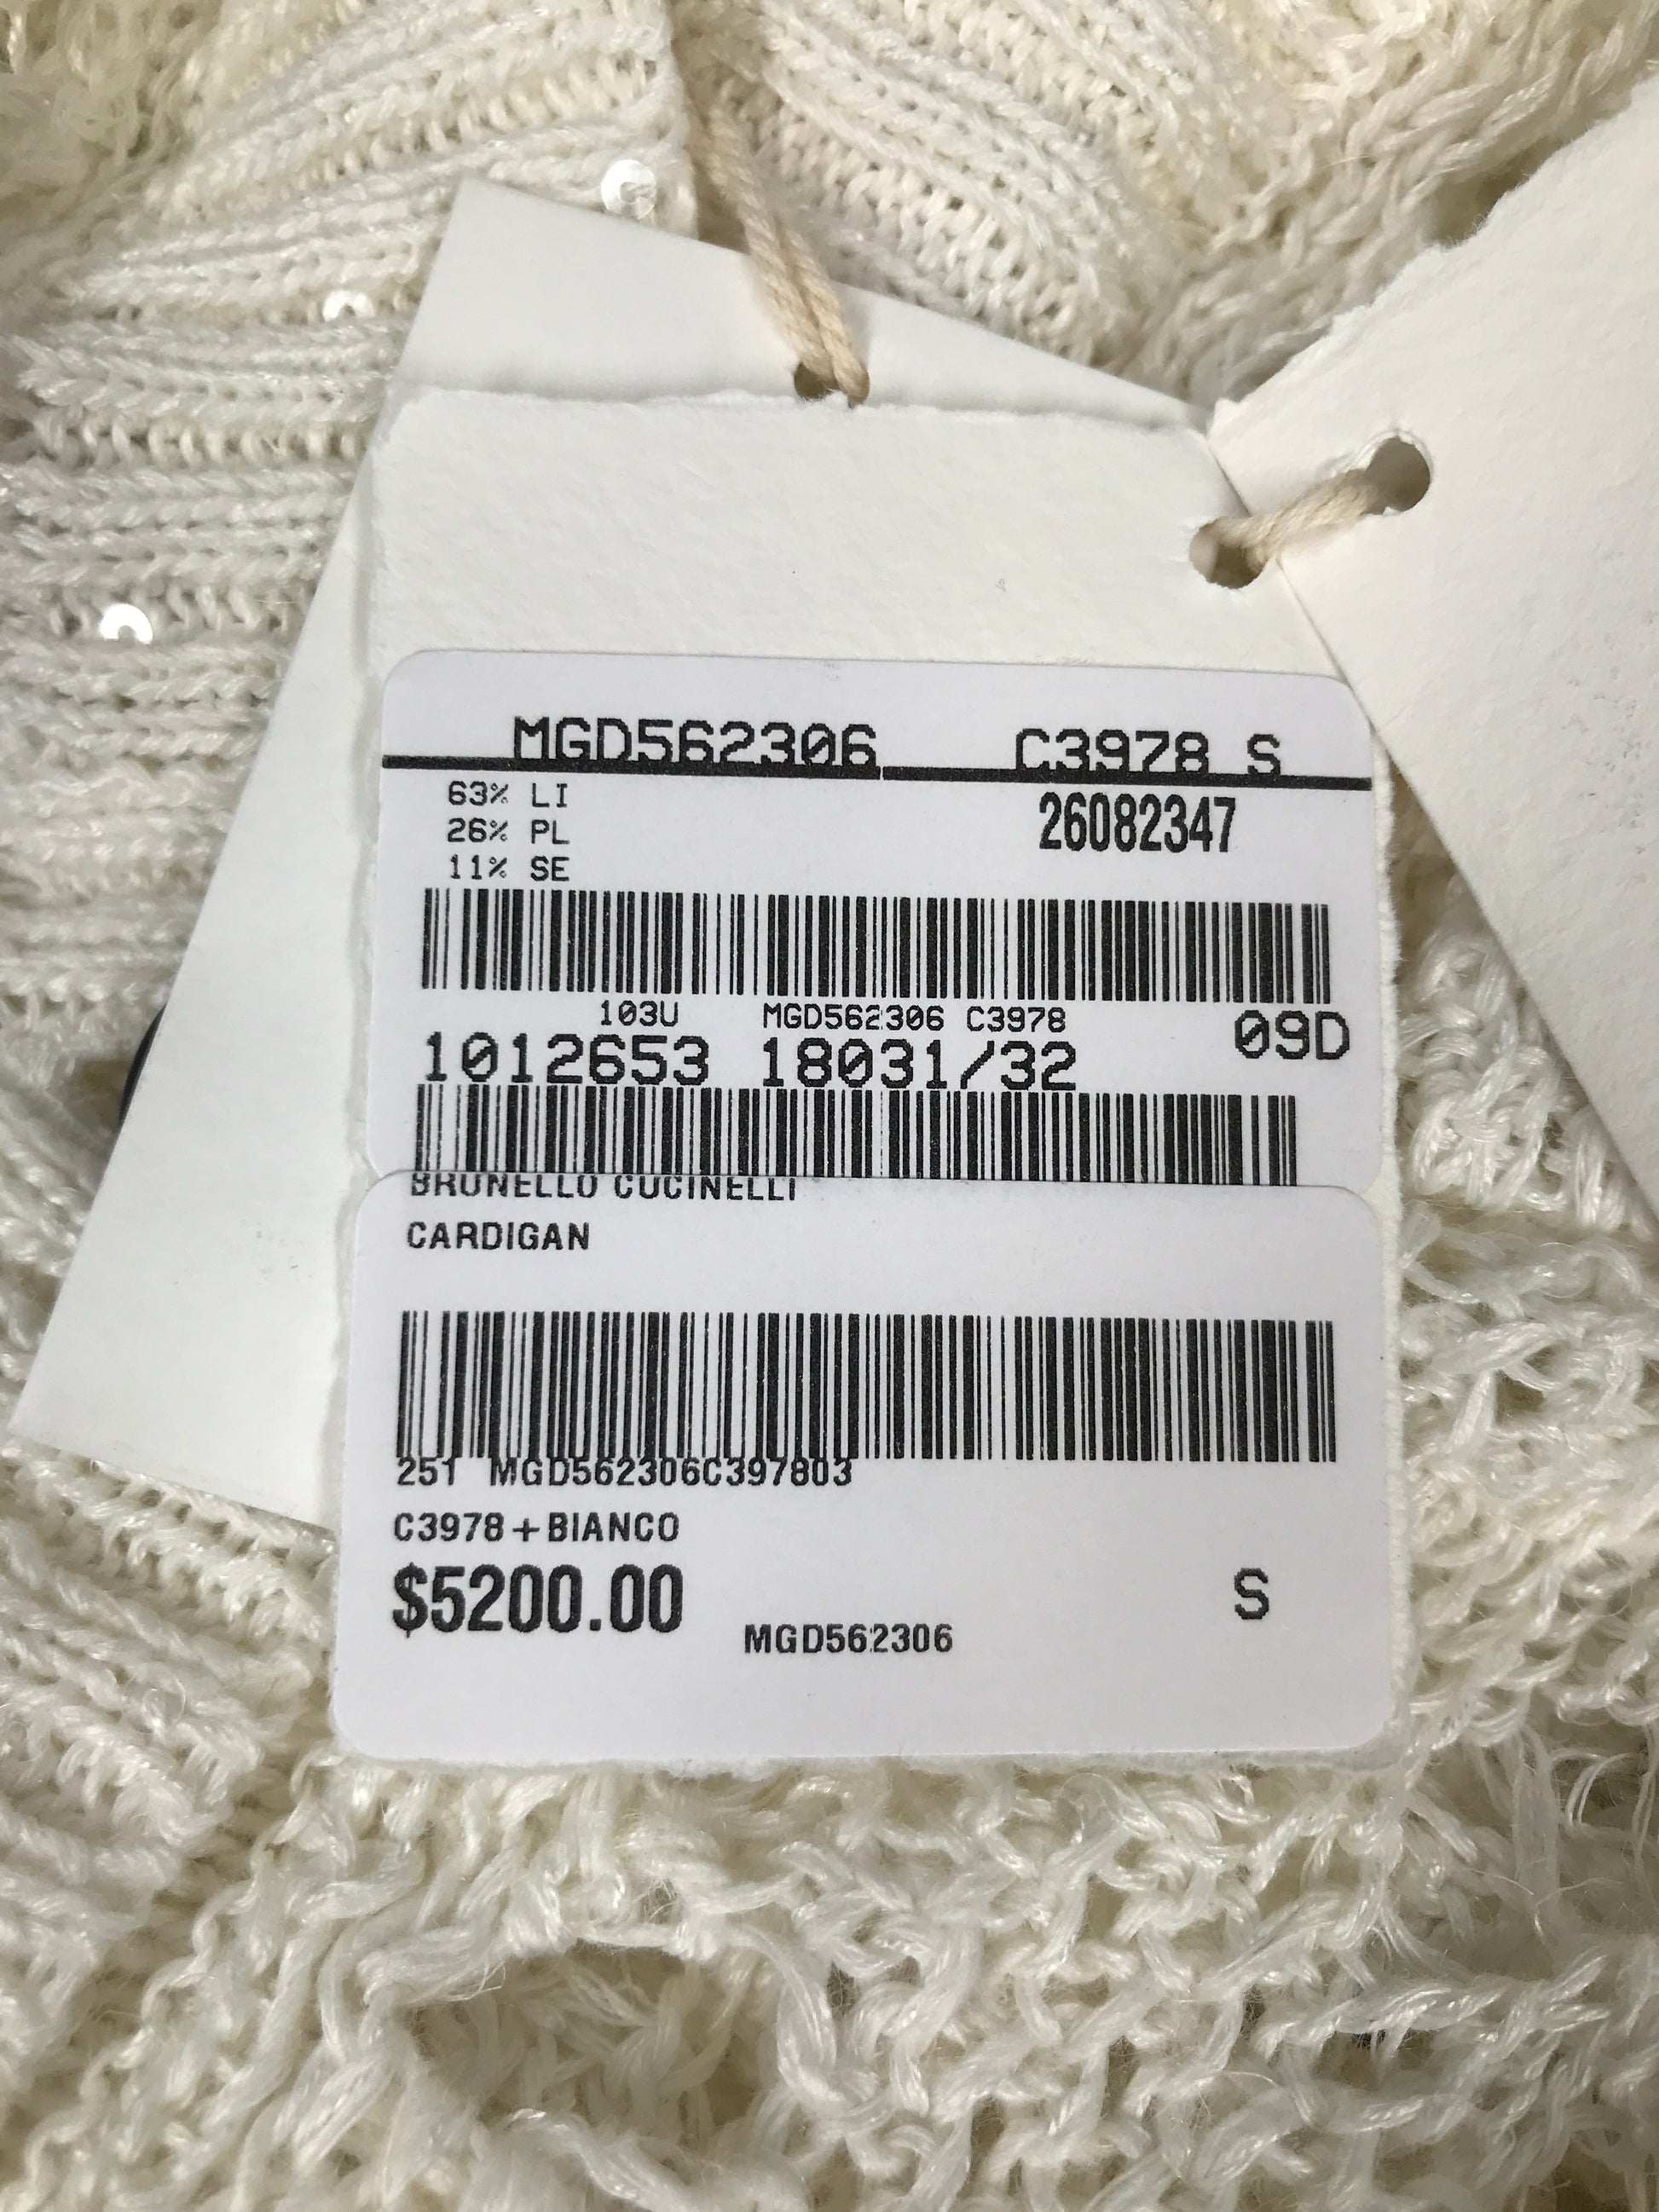 MGD562306 C3978 S
63% LI
26% PL
11% SE
26082347
103U MGD562306 C3978
09D
1012653 18031/32
BRUNELLO CUCINELLI
CARDIGAN
251 MGD562306C397803
C3978+BIANCO
$5200.00
MGD562306
S